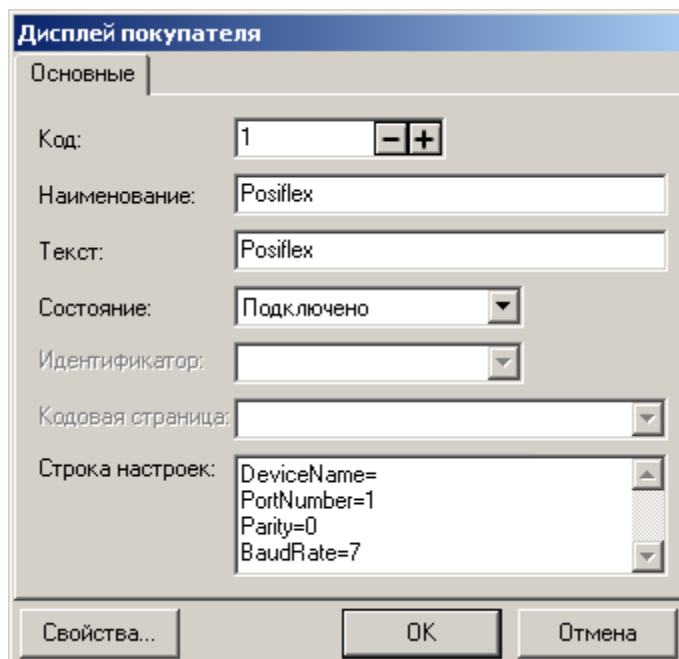 Дисплей покупателя
Основные
Код: 1
Наименование: Posiflex
Текст: Posiflex
Состояние: Подключено
Идентификатор:
Кодовая страница:
Строка настроек: DeviceName=
PortNumber=1
Parity=0
BaudRate=7
Свойства... OK Отмена